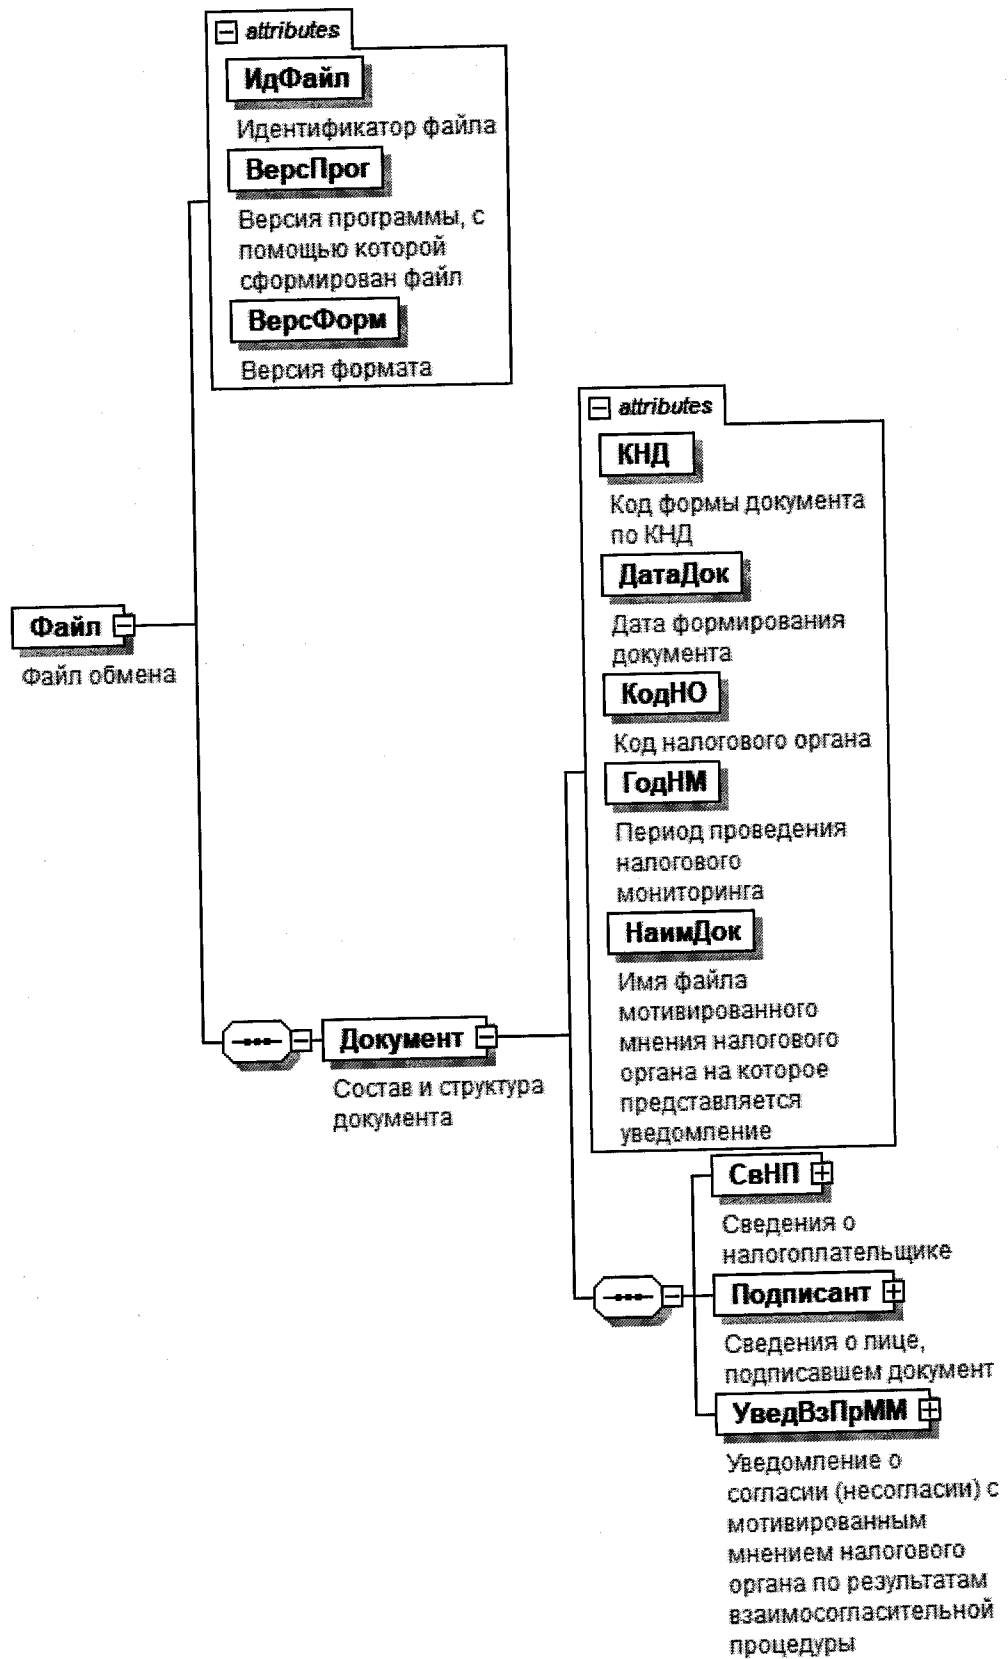 attributes
ИдФайл
Идентификатор файла
ВерсПрог
Версия программы, с
помощью которой
сформирован файл
ВерсФорм
Версия формата
Файл
Файл обмена
Документ
Состав и структура
документа
attributes
КНД
Код формы документа
по КНД
ДатаДок
Дата формирования
документа
КодНО
Код налогового органа
ГодНМ
Период проведения
налогового
мониторинга
НаимДок
Имя файла
мотивированного
мнения налогового
органа на которое
представляется
уведомление
СвНП
Сведения о
налогоплательщике
Подписант
Сведения о лице,
подписавшем документ
УведВзПрММ
Уведомление о
согласии (несогласии) с
мотивированным
мнением налогового
органа по результатам
взаимосогласительной
процедуры